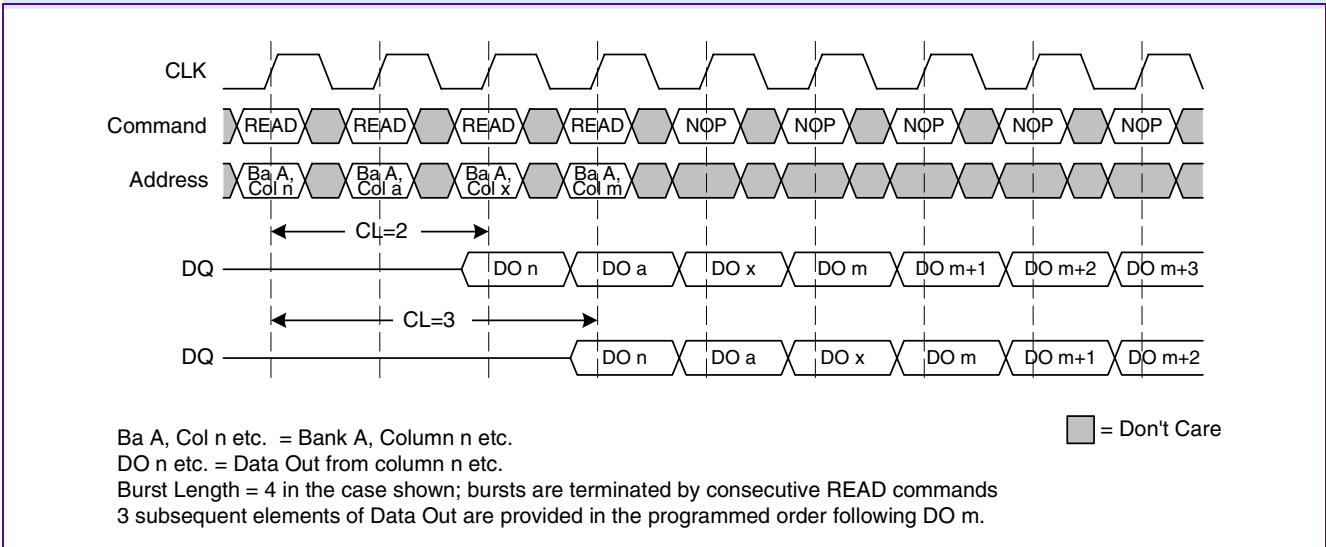 CLK
Command READ READ READ READ NOP NOP NOP NOP NOP
Address Ba A, Col n Ba A, Col a Ba A, Col x Ba A, Col m
CL=2
DQ DO n DO a DO x DO m DO m+1 DO m+2 DO m+3
CL=3
DQ DO n DO a DO x DO m DO m+1 DO m+2
Ba A, Col n etc. = Bank A, Column n etc.
= Don't Care
DO n etc. = Data Out from column n etc.
Burst Length = 4 in the case shown; bursts are terminated by consecutive READ commands
3 subsequent elements of Data Out are provided in the programmed order following DO m.